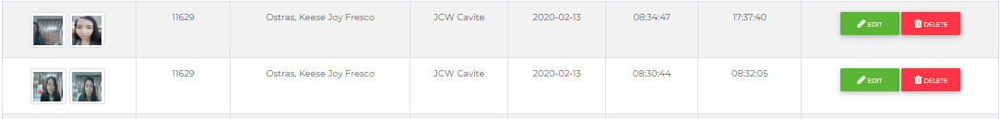 11629 Ostras, Keese Joy Fresco JCW Cavite 2020-02-13 08:34:47 17:37:40 EDIT DELETE
11629 Ostras, Keese Joy Fresco JCW Cavite 2020-02-13 08:30:44 08:32:05 EDIT DELETE